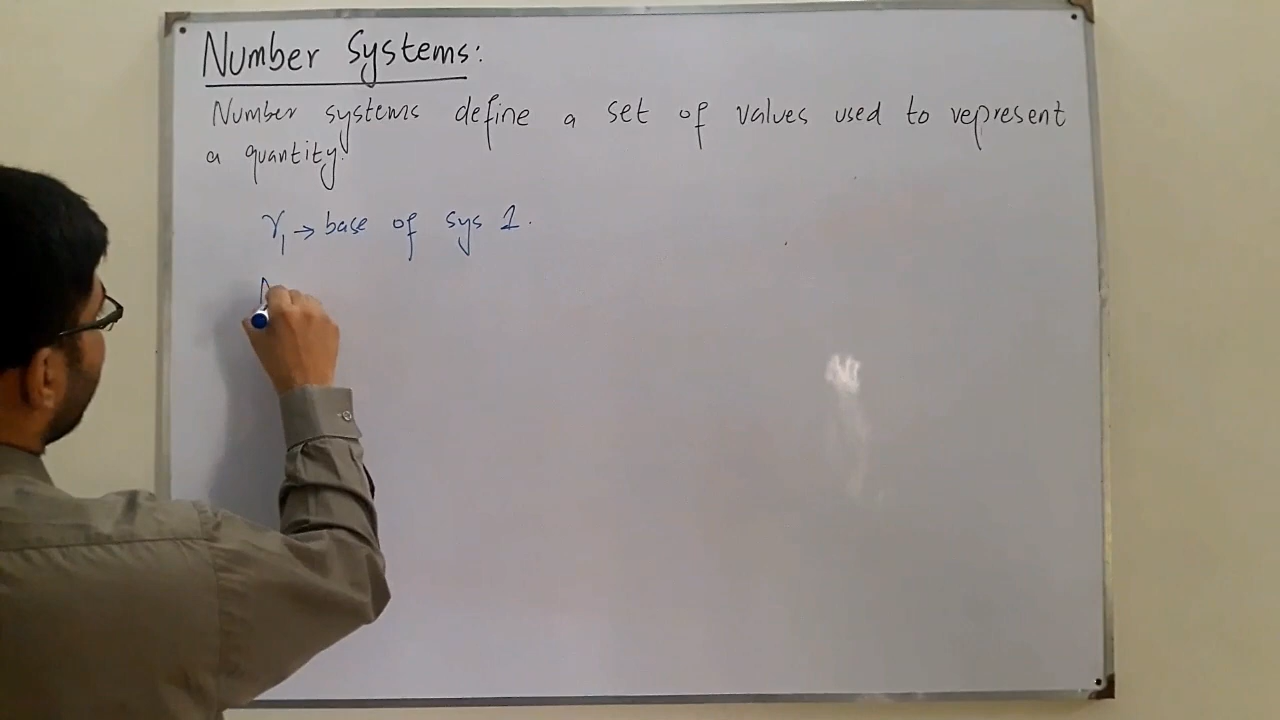 Number Systems:
Number systems define a set of values used to represent
a quantity.
r₁ → base of sys 1.